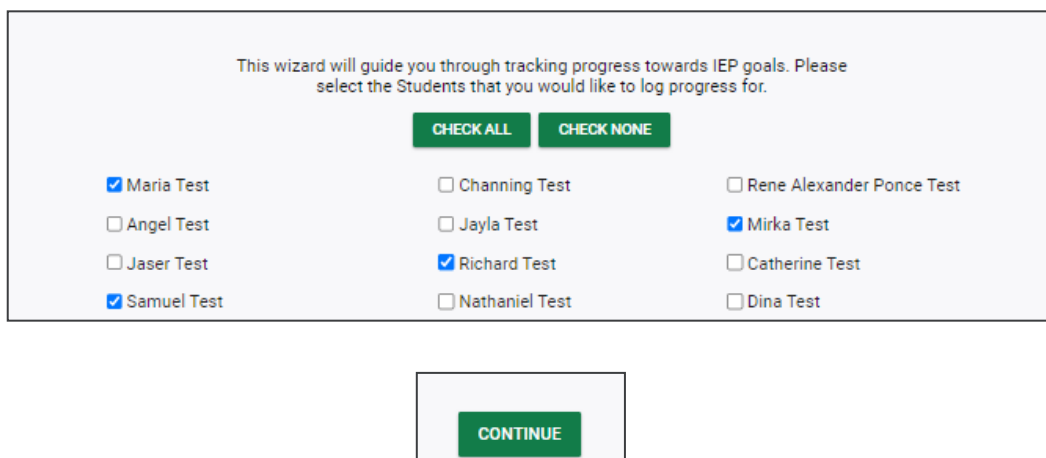 This wizard will guide you through tracking progress towards IEP goals. Please
select the Students that you would like to log progress for.
CHECK ALL CHECK NONE
Maria Test Channing Test Rene Alexander Ponce Test
Angel Test Jayla Test Mirka Test
Jaser Test Richard Test Catherine Test
Samuel Test Nathaniel Test Dina Test
CONTINUE